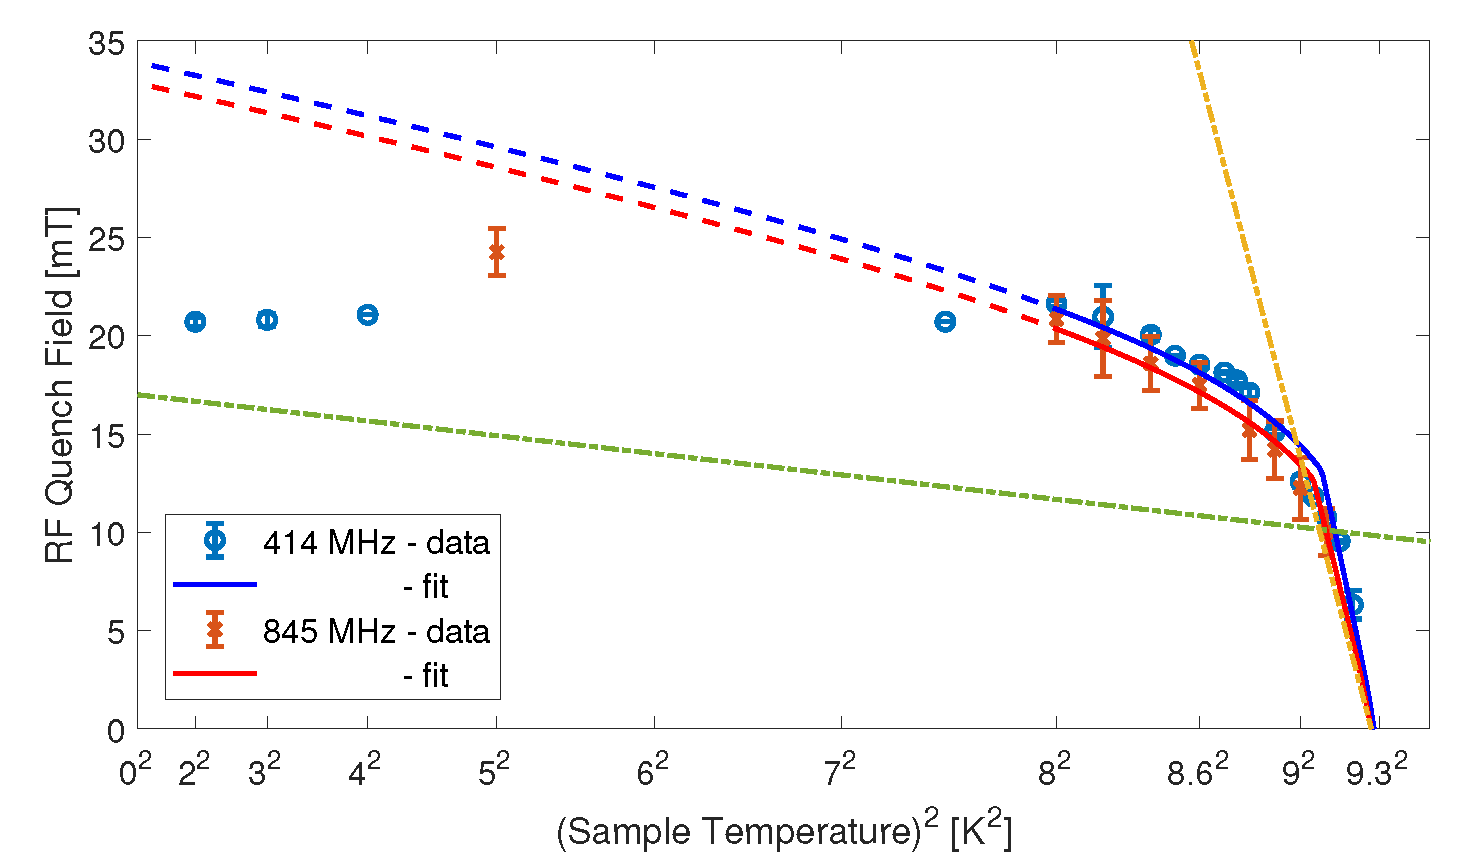 35
30
25
20
15
10
5
0
RF Quench Field [mT]
414 MHz - data
- fit
845 MHz - data
- fit
0² 2² 3² 4² 5² 6² 7² 8² 8.6² 9² 9.3²
(Sample Temperature)² [K²]